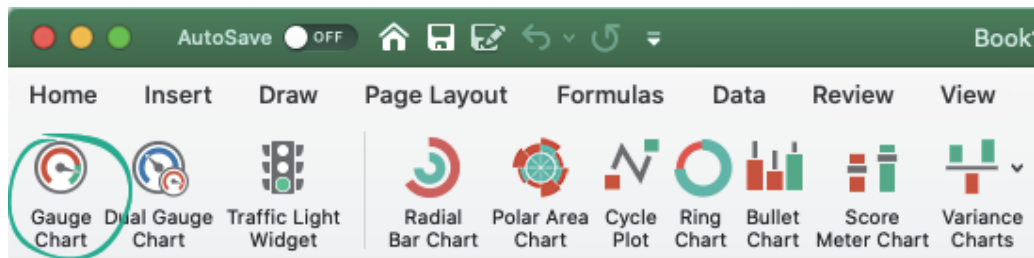 AutoSave OFF Book1
Home Insert Draw Page Layout Formulas Data Review View
Gauge Dual Gauge Traffic Light Radial Polar Area Cycle Ring Bullet Score Variance
Chart Chart Widget Bar Chart Chart Plot Chart Chart Meter Chart Charts